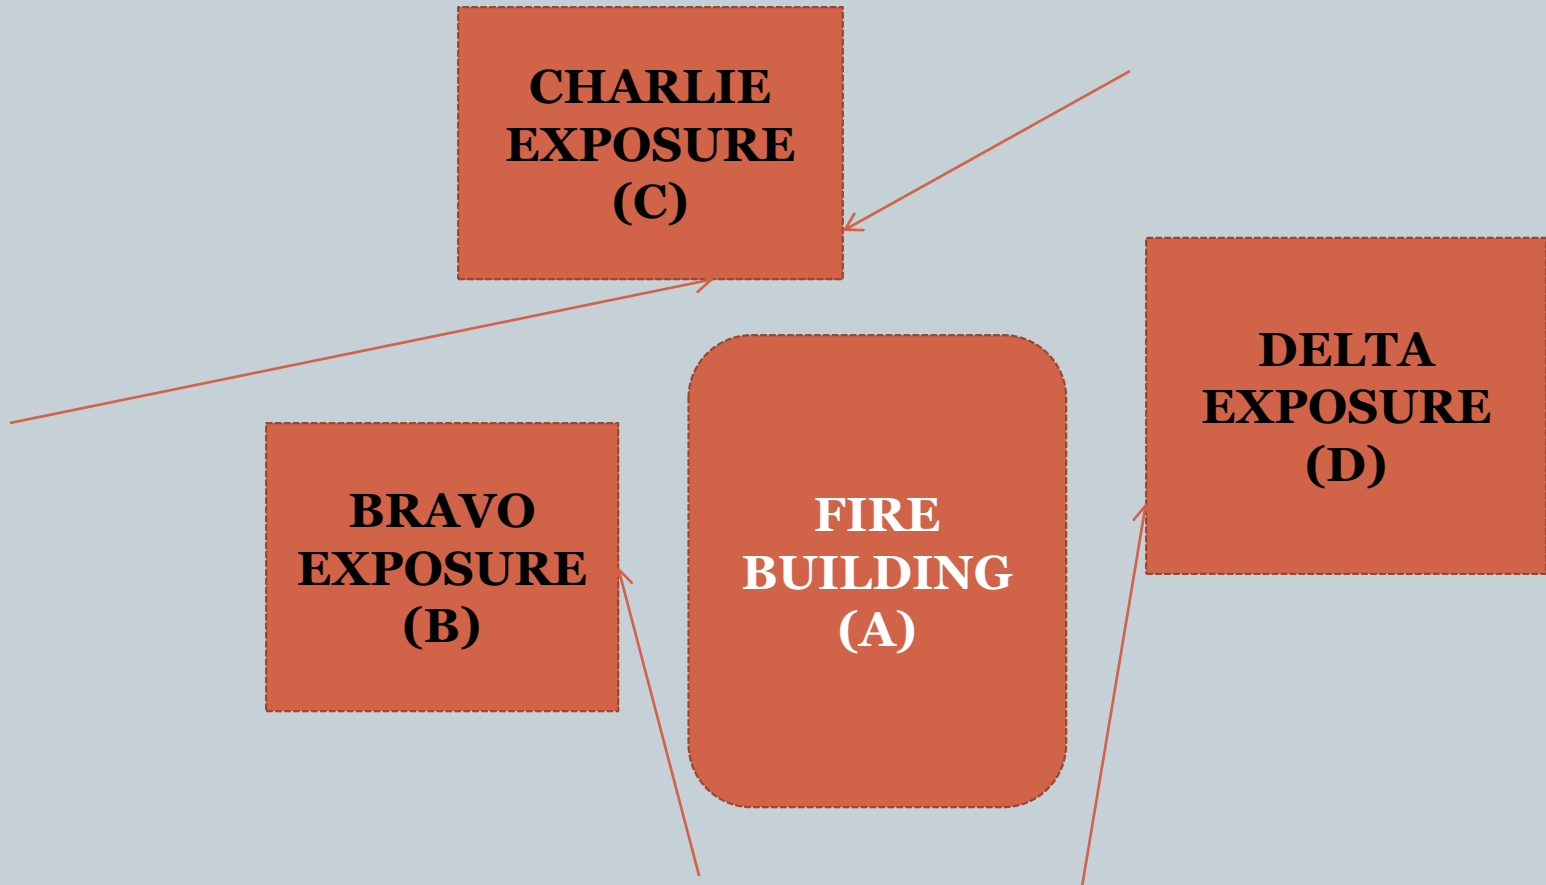 CHARLIE
EXPOSURE
(C)
DELTA
EXPOSURE
(D)
BRAVO
EXPOSURE
(B)
FIRE
BUILDING
(A)